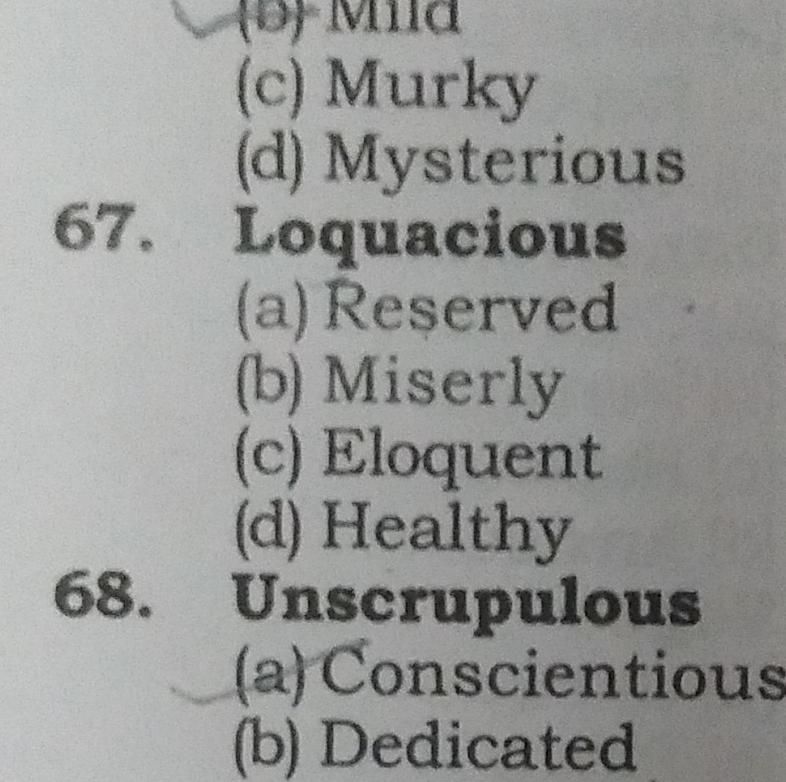 (b) Mild
(c) Murky
(d) Mysterious
67. Loquacious
(a) Reserved
(b) Miserly
(c) Eloquent
(d) Healthy
68. Unscrupulous
(a) Conscientious
(b) Dedicated